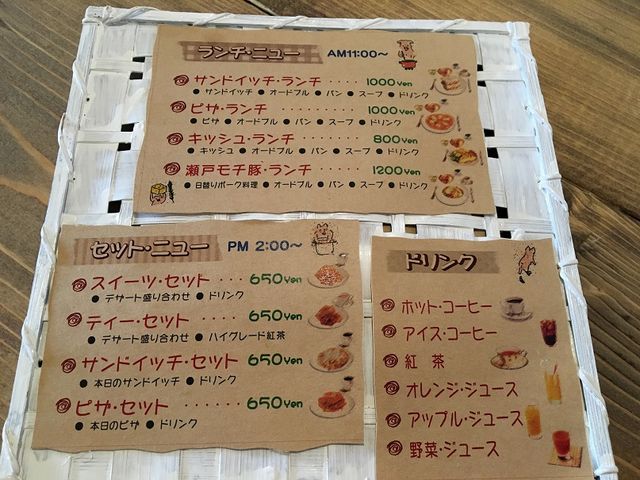 ランチ・ニュー AM11:00〜
サンドイッチ・ランチ ···· 1000Yen
● サンドイッチ ● オードブル ● パン ● スープ ● ドリンク
ピザ・ランチ ·········· 1000Yen
● ピザ ● オードブル ● パン ● スープ ● ドリンク
キッシュ・ランチ ······· 800Yen
● キッシュ ● オードブル ● パン ● スープ ● ドリンク
瀬戸モチ豚・ランチ ···· 1200Yen
● 日替りポーク料理 ● オードブル ● パン ● スープ ● ドリンク
セット・ニュー PM 2:00〜
スイーツ・セット ··· 650Yen
● デザート盛り合わせ ● ドリンク
ティー・セット ····· 650Yen
● デザート盛り合わせ ● ハイグレード紅茶
サンドイッチ・セット 650Yen
● 本日のサンドイッチ ● ドリンク
ピザ・セット ······ 650Yen
● 本日のピザ ● ドリンク
ドリンク
ホット・コーヒー
アイス・コーヒー
紅 茶
オレンジ・ジュース
アップル・ジュース
野菜・ジュース